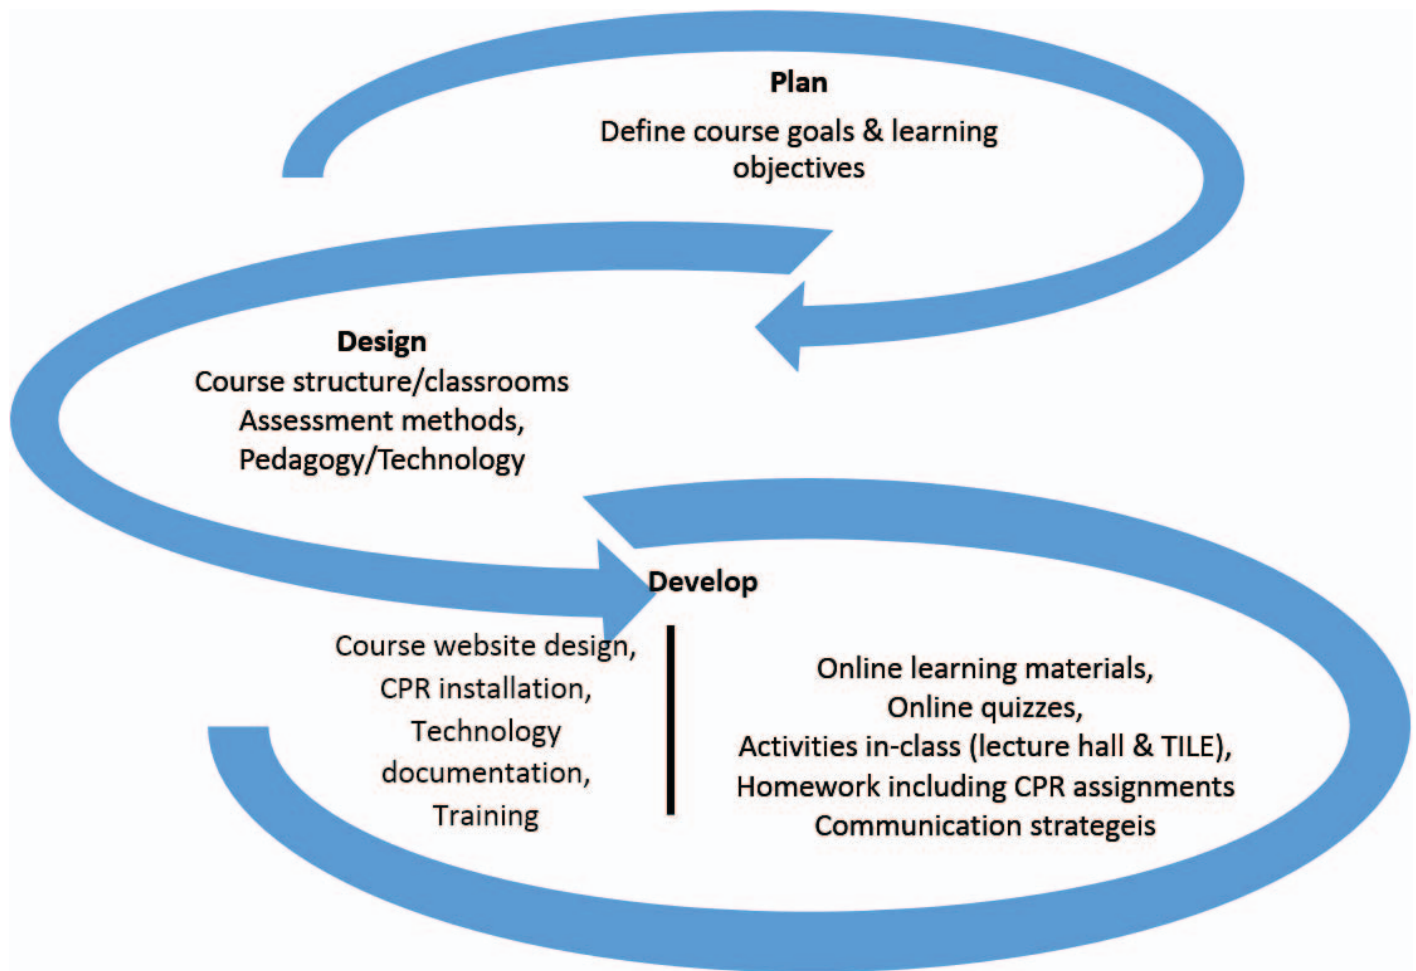 Plan
Define course goals & learning
objectives
Design
Course structure/classrooms
Assessment methods,
Pedagogy/Technology
Develop
Course website design,
CPR installation,
Technology
documentation,
Training
Online learning materials,
Online quizzes,
Activities in-class (lecture hall & TILE),
Homework including CPR assignments
Communication strategeis